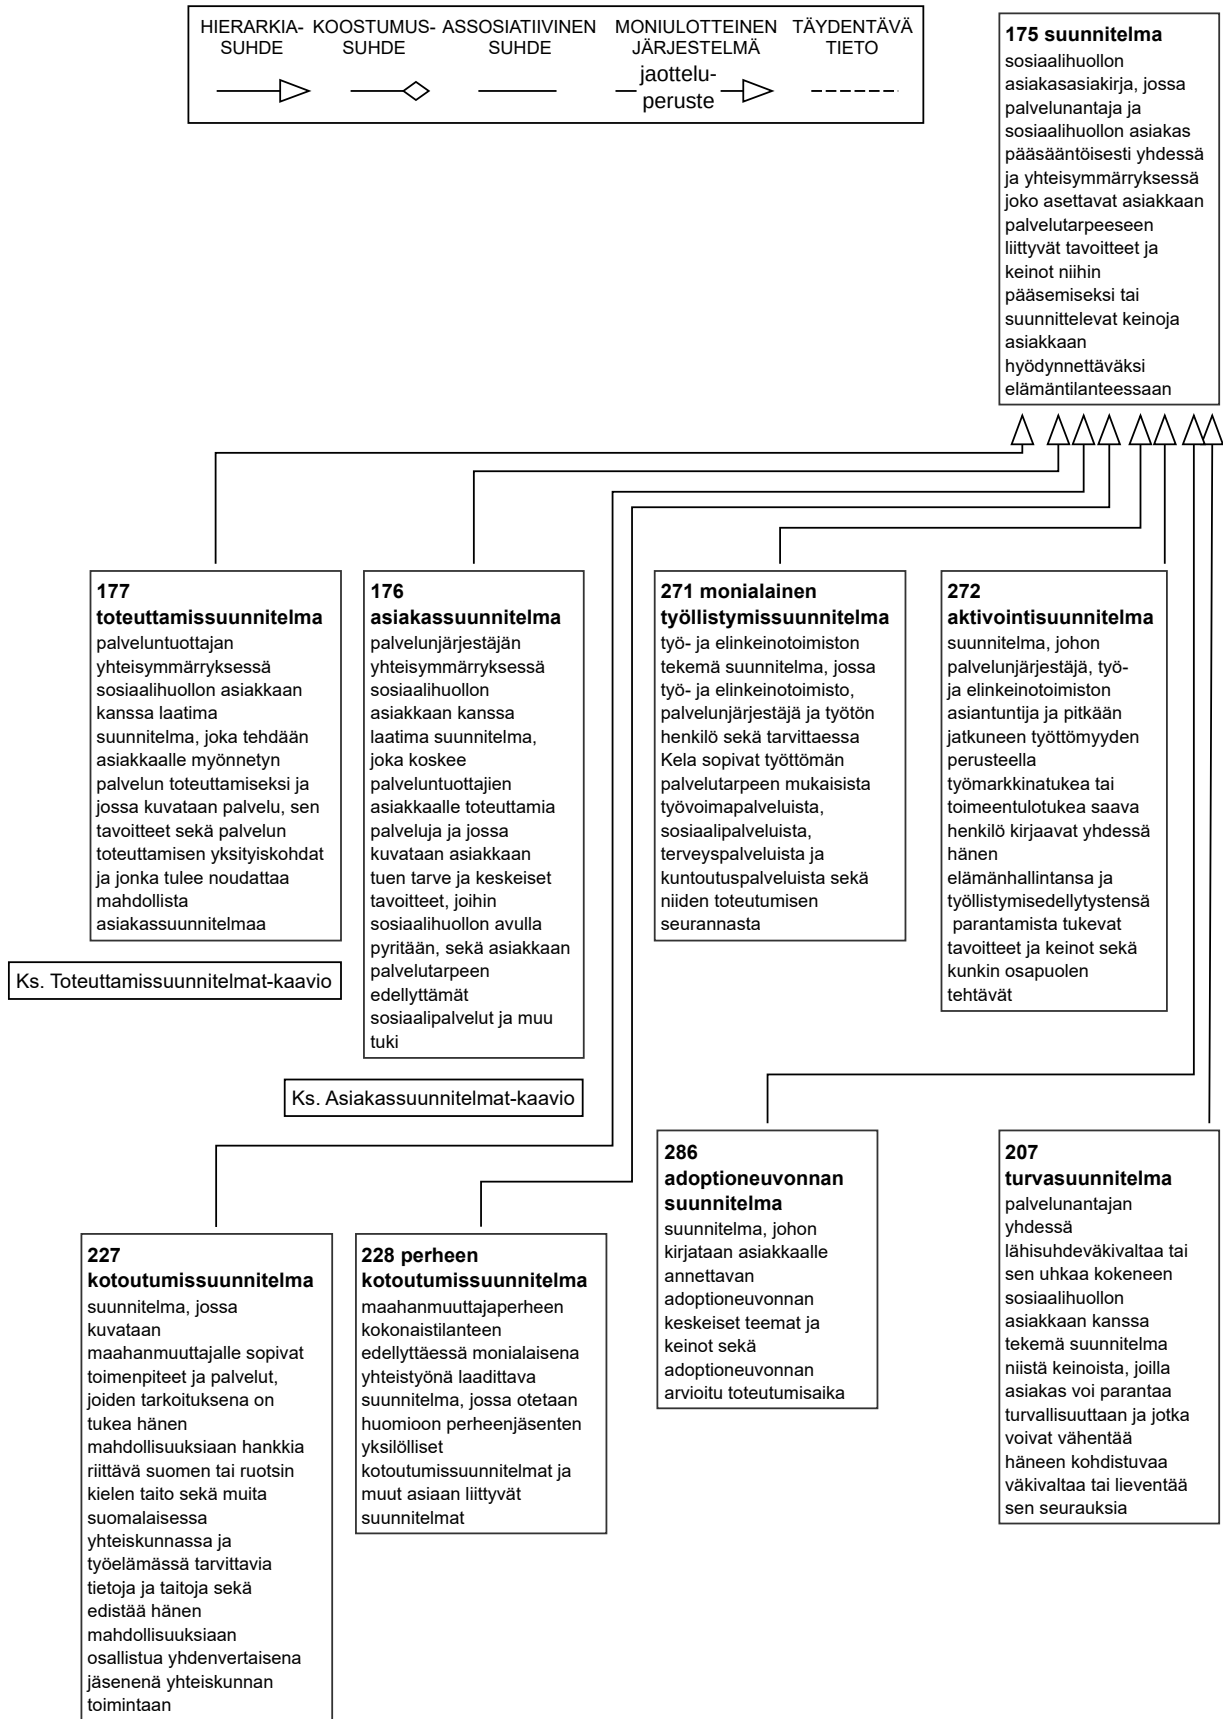 HIERARKIA-
SUHDE
KOOSTUMUS-
SUHDE
ASSOSIATIIVINEN
SUHDE
MONIULOTTEINEN
JÄRJESTELMÄ
jaottelu-
peruste
TÄYDENTÄVÄ
TIETO
175 suunnitelma
sosiaalihuollon
asiakasasiakirja, jossa
palvelunantaja ja
sosiaalihuollon asiakas
pääsääntöisesti yhdessä
ja yhteisymmärryksessä
joko asettavat asiakkaan
palvelutarpeeseen
liittyvät tavoitteet ja
keinot niihin
pääsemiseksi tai
suunnittelevat keinoja
asiakkaan
hyödynnettäväksi
elämäntilanteessaan
177
toteuttamissuunnitelma
palveluntuottajan
yhteisymmärryksessä
sosiaalihuollon asiakkaan
kanssa laatima
suunnitelma, joka tehdään
asiakkaalle myönnetyn
palvelun toteuttamiseksi ja
jossa kuvataan palvelu, sen
tavoitteet sekä palvelun
toteuttamisen yksityiskohdat
ja jonka tulee noudattaa
mahdollista
asiakassuunnitelmaa
Ks. Toteuttamissuunnitelmat-kaavio
176
asiakassuunnitelma
palvelunjärjestäjän
yhteisymmärryksessä
sosiaalihuollon
asiakkaan kanssa
laatima suunnitelma,
joka koskee
palveluntuottajien
asiakkaalle toteuttamia
palveluja ja jossa
kuvataan asiakkaan
tuen tarve ja keskeiset
tavoitteet, joihin
sosiaalihuollon avulla
pyritään, sekä asiakkaan
palvelutarpeen
edellyttämät
sosiaalipalvelut ja muu
tuki
Ks. Asiakassuunnitelmat-kaavio
271 monialainen
työllistymissuunnitelma
työ- ja elinkeinotoimiston
tekemä suunnitelma, jossa
työ- ja elinkeinotoimisto,
palvelunjärjestäjä ja työtön
henkilö sekä tarvittaessa
Kela sopivat työttömän
palvelutarpeen mukaisista
työvoimapalveluista,
sosiaalipalveluista,
terveyspalveluista ja
kuntoutuspalveluista sekä
niiden toteutumisen
seurannasta
272
aktivointisuunnitelma
suunnitelma, johon
palvelunjärjestäjä, työ-
ja elinkeinotoimiston
asiantuntija ja pitkään
jatkuneen työttömyyden
perusteella
työmarkkinatukea tai
toimeentulotukea saava
henkilö kirjaavat yhdessä
hänen
elämänhallintansa ja
työllistymisedellytystensä
parantamista tukevat
tavoitteet ja keinot sekä
kunkin osapuolen
tehtävät
227
kotoutumissuunnitelma
suunnitelma, jossa
kuvataan
maahanmuuttajalle sopivat
toimenpiteet ja palvelut,
joiden tarkoituksena on
tukea hänen
mahdollisuuksiaan hankkia
riittävä suomen tai ruotsin
kielen taito sekä muita
suomalaisessa
yhteiskunnassa ja
työelämässä tarvittavia
tietoja ja taitoja sekä
edistää hänen
mahdollisuuksiaan
osallistua yhdenvertaisena
jäsenenä yhteiskunnan
toimintaan
228 perheen
kotoutumissuunnitelma
maahanmuuttajaperheen
kokonaistilanteen
edellyttäessä monialaisena
yhteistyönä laadittava
suunnitelma, jossa otetaan
huomioon perheenjäsenten
yksilölliset
kotoutumissuunnitelmat ja
muut asiaan liittyvät
suunnitelmat
286
adoptioneuvonnan
suunnitelma
suunnitelma, johon
kirjataan asiakkaalle
annettavan
adoptioneuvonnan
keskeiset teemat ja
keinot sekä
adoptioneuvonnan
arvioitu toteutumisaika
207
turvasuunnitelma
palvelunantajan
yhdessä
lähisuhdeväkivaltaa tai
sen uhkaa kokeneen
sosiaalihuollon
asiakkaan kanssa
tekemä suunnitelma
niistä keinoista, joilla
asiakas voi parantaa
turvallisuuttaan ja jotka
voivat vähentää
häneen kohdistuvaa
väkivaltaa tai lieventää
sen seurauksia